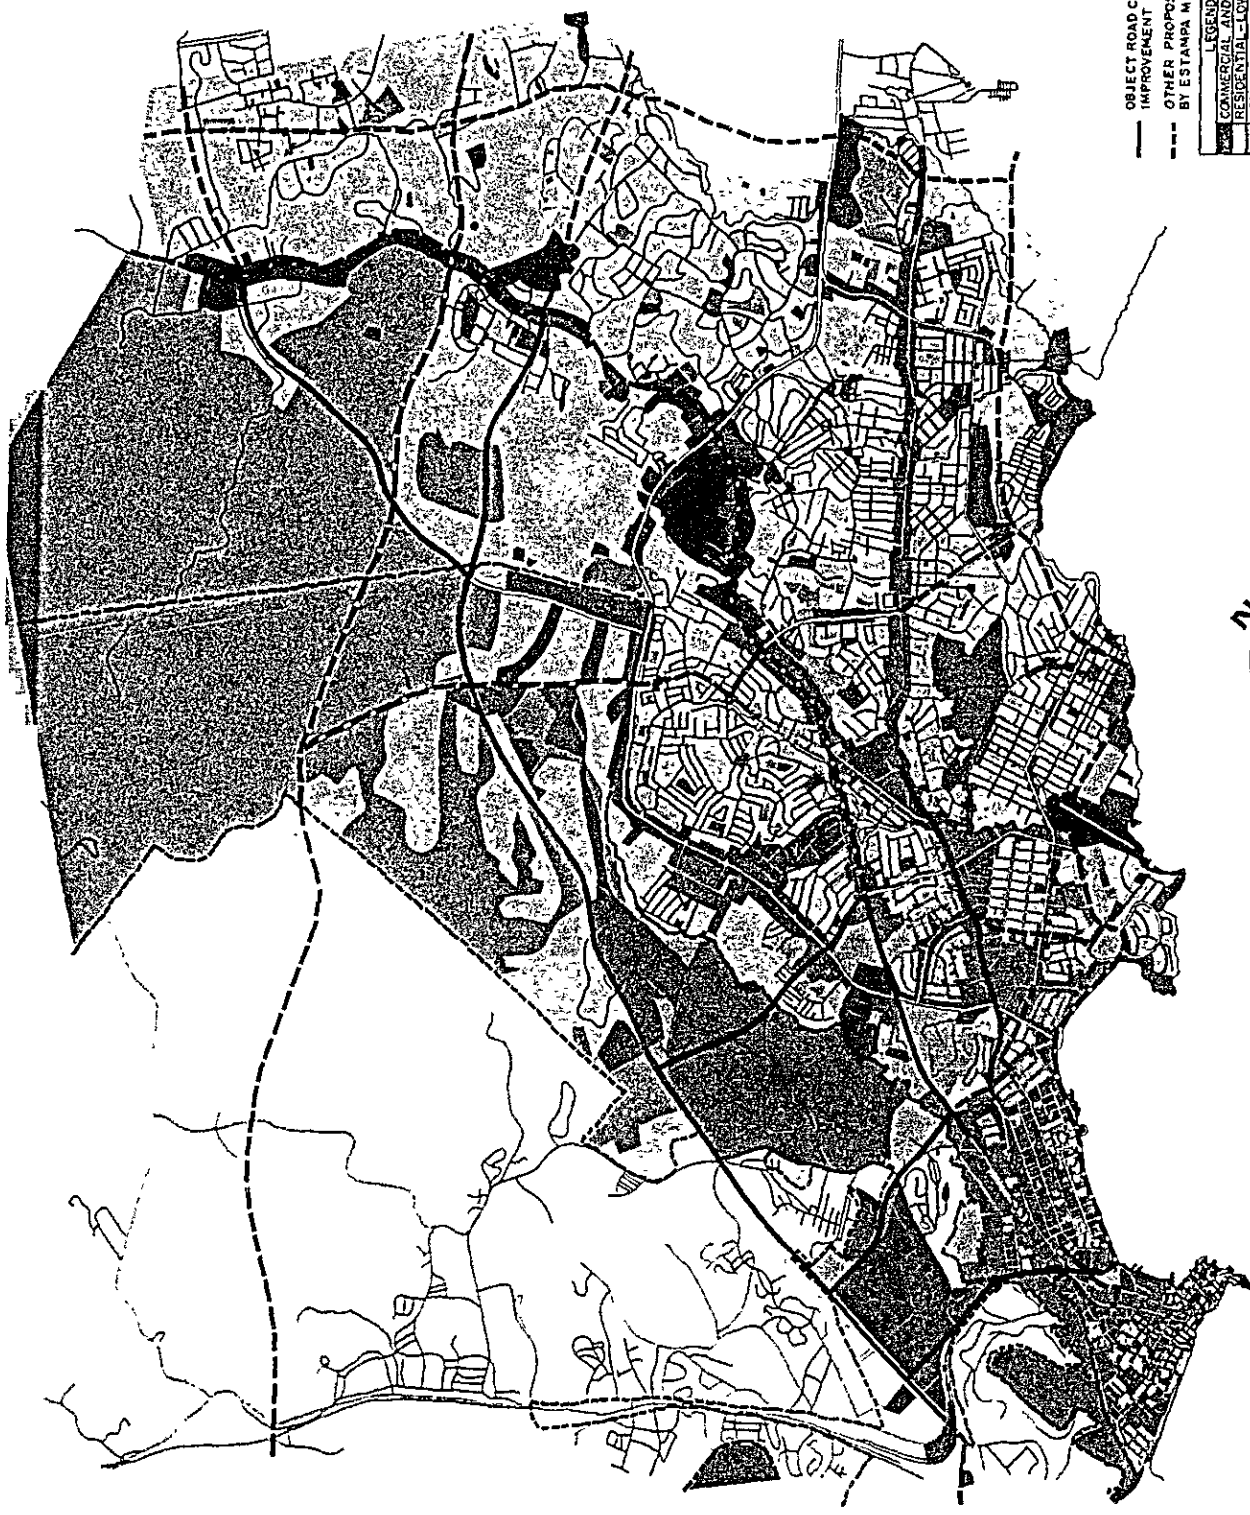 OBJECT ROAD C
IMPROVEMENT
OTHER PROPOS
BY ESTAMPA M
LEGEND
COMMERCIAL AND
RESIDENTIAL-LOW